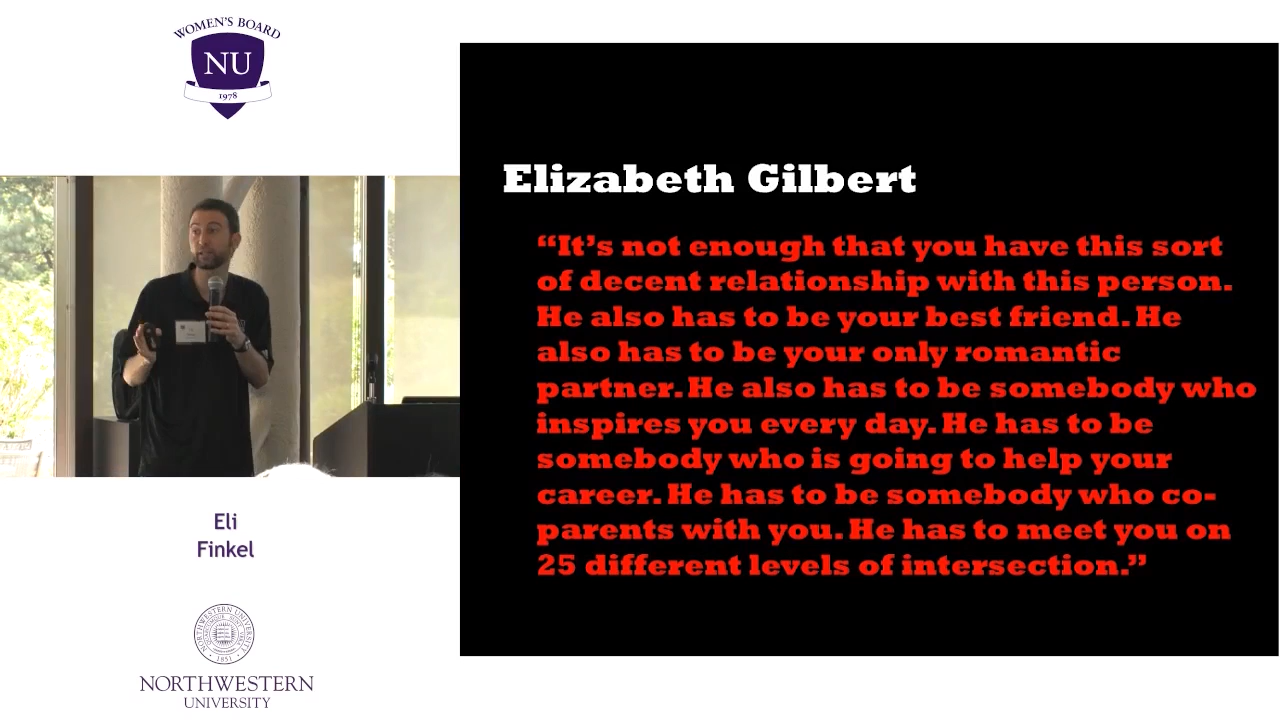 WOMEN'S BOARD
NU
1978
Elizabeth Gilbert
“It’s not enough that you have this sort
of decent relationship with this person.
He also has to be your best friend. He
also has to be your only romantic
partner. He also has to be somebody who
inspires you every day. He has to be
somebody who is going to help your
career. He has to be somebody who co-
parents with you. He has to meet you on
25 different levels of intersection.”
Eli
Finkel
NORTHWESTERN UNIVERSITY
1851
NORTHWESTERN
UNIVERSITY